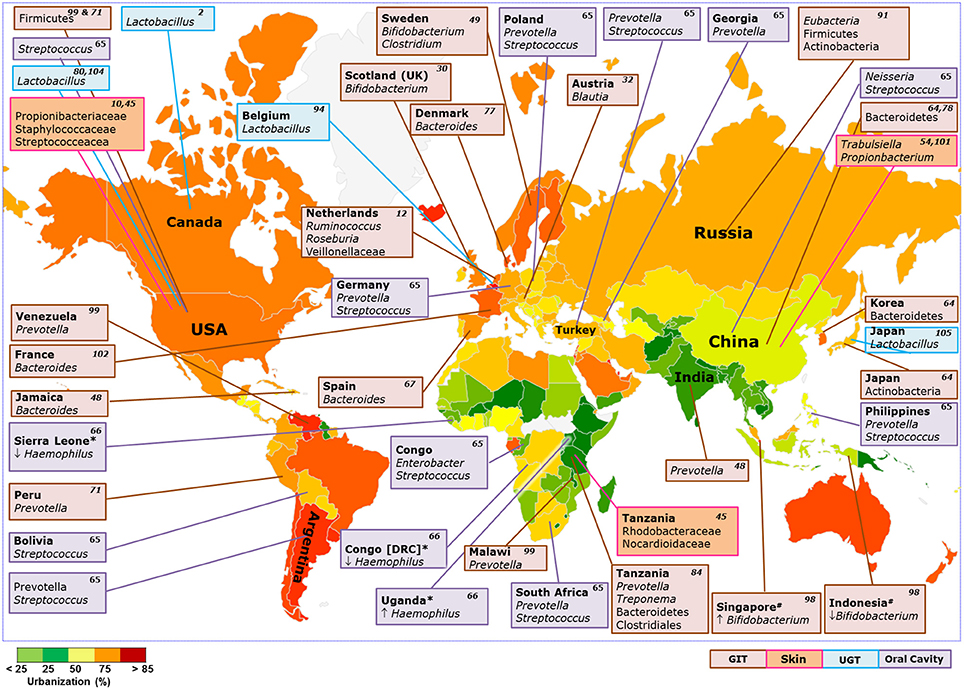 Firmicutes 99 & 71
Streptococcus 65
Lactobacillus 80,104
10,45
Propionibacteriaceae
Staphylococcaceae
Streptococceacea
Lactobacillus 2
Canada
USA
Belgium 94
Lactobacillus
Scotland (UK) 30
Bifidobacterium
Sweden 49
Bifidobacterium
Clostridium
Denmark 77
Bacteroides
Poland 65
Prevotella
Streptococcus
Austria 32
Blautia
Prevotella 65
Streptococcus
Georgia 65
Prevotella
Eubacteria 91
Firmicutes
Actinobacteria
Neisseria 65
Streptococcus
64,78
Bacteroidetes
54,101
Trabulsiella
Propionbacterium
Netherlands 12
Ruminococcus
Roseburia
Veillonellaceae
Germany 65
Prevotella
Streptococcus
Russia
Turkey
China
India
Korea 64
Bacteroidetes
Japan 105
Lactobacillus
Japan 64
Actinobacteria
Philippines 65
Prevotella
Streptococcus
Venezuela 99
Prevotella
France 102
Bacteroides
Jamaica 48
Bacteroides
Sierra Leone* 66
↓ Haemophilus
Peru 71
Prevotella
Bolivia 65
Streptococcus
Prevotella 65
Streptococcus
Argentina
Spain 67
Bacteroides
Congo 65
Enterobacter
Streptococcus
Congo [DRC]* 66
↓ Haemophilus
Uganda* 66
↑ Haemophilus
Malawi 99
Prevotella
South Africa 65
Prevotella
Streptococcus
Prevotella 48
Tanzania 45
Rhodobacteraceae
Nocardioidaceae
Tanzania 84
Prevotella
Treponema
Bacteroidetes
Clostridiales
Singapore# 98
↑ Bifidobacterium
Indonesia# 98
↓Bifidobacterium
< 25 25 50 75 > 85
Urbanization (%)
GIT Skin UGT Oral Cavity